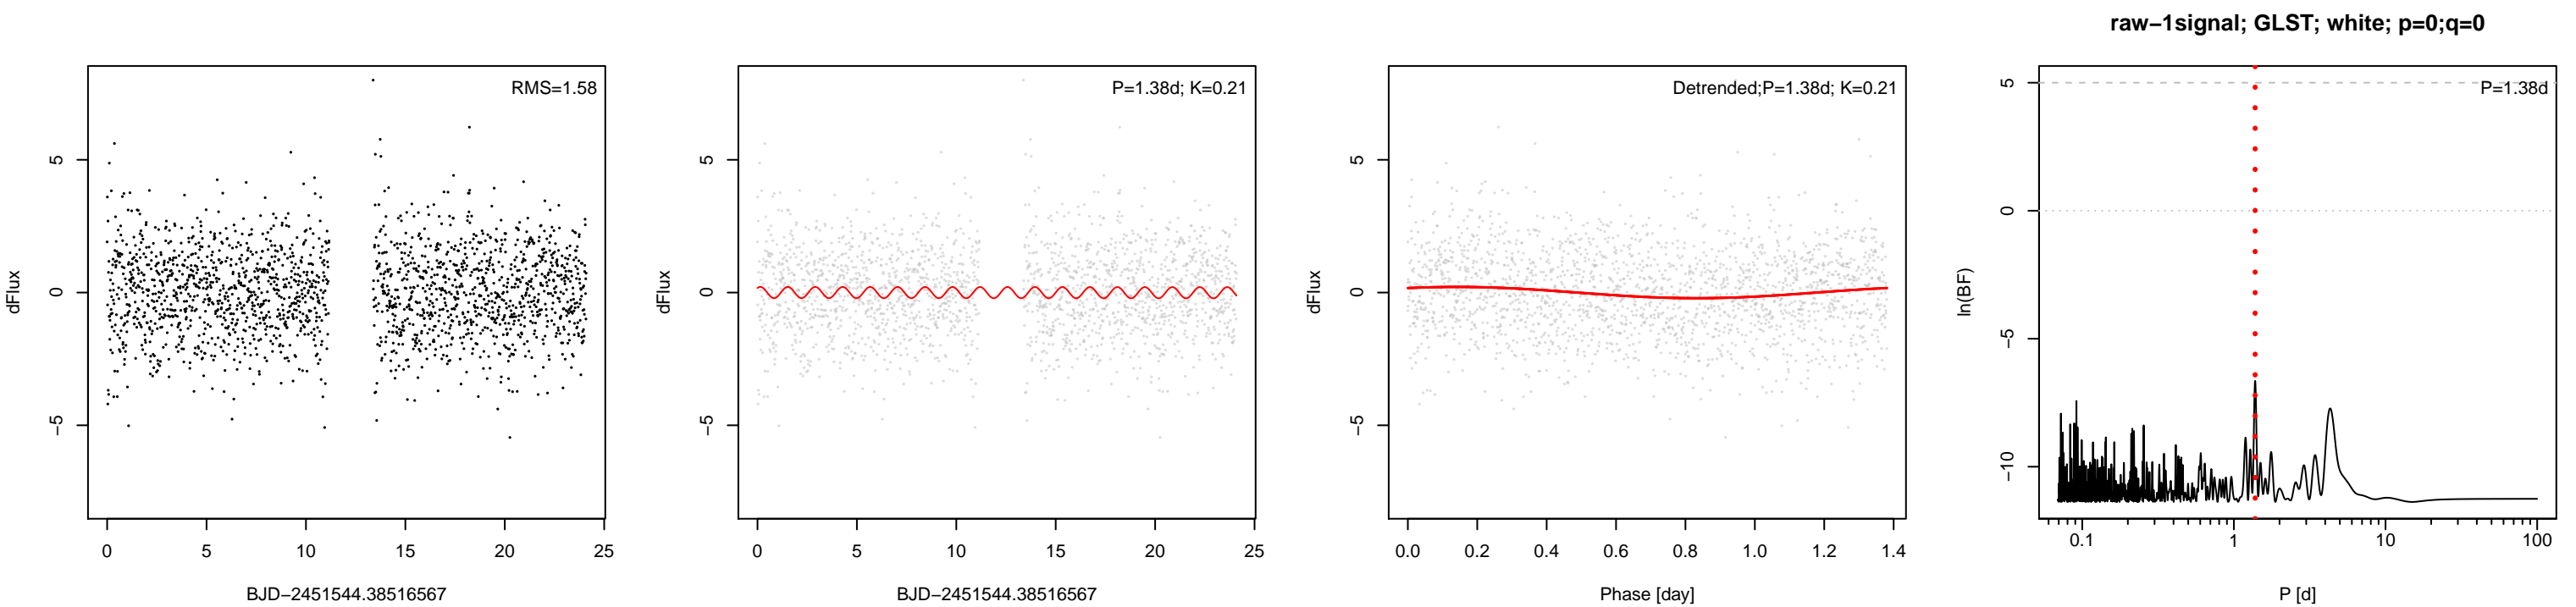 raw−1signal; GLST; white; p=0;q=0
RMS=1.58
dFlux
5
0
−5
0 5 10 15 20 25
BJD−2451544.38516567
P=1.38d; K=0.21
dFlux
5
0
−5
0 5 10 15 20 25
BJD−2451544.38516567
Detrended;P=1.38d; K=0.21
dFlux
5
0
−5
0.0 0.2 0.4 0.6 0.8 1.0 1.2 1.4
Phase [day]
P=1.38d
ln(BF)
5
0
−5
−10
0.1 1 10 100
P [d]